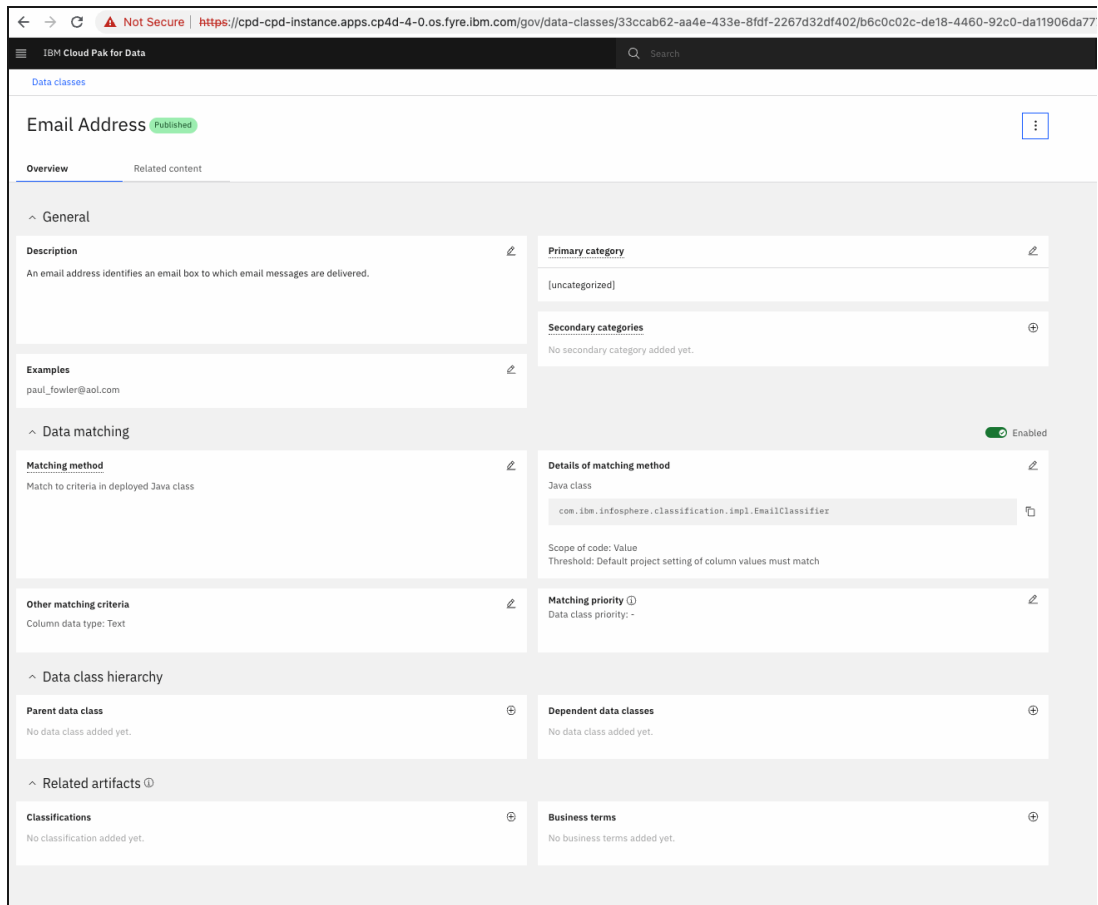 Not Secure | https://cpd-cpd-instance.apps.cp4d-4-0.os.fyre.ibm.com/gov/data-classes/33ccab62-aa4e-433e-8fdf-2267d32df402/b6c0c02c-de18-4460-92c0-da11906da77
IBM Cloud Pak for Data
Search
Data classes
Email Address Published
Overview Related content
General
Description
An email address identifies an email box to which email messages are delivered.
Primary category
[uncategorized]
Secondary categories
No secondary category added yet.
Examples
paul_fowler@aol.com
Data matching
Enabled
Matching method
Match to criteria in deployed Java class
Details of matching method
Java class
com.ibm.infosphere.classification.impl.EmailClassifier
Scope of code: Value
Threshold: Default project setting of column values must match
Other matching criteria
Column data type: Text
Matching priority
Data class priority: -
Data class hierarchy
Parent data class
No data class added yet.
Dependent data classes
No data class added yet.
Related artifacts
Classifications
No classification added yet.
Business terms
No business terms added yet.